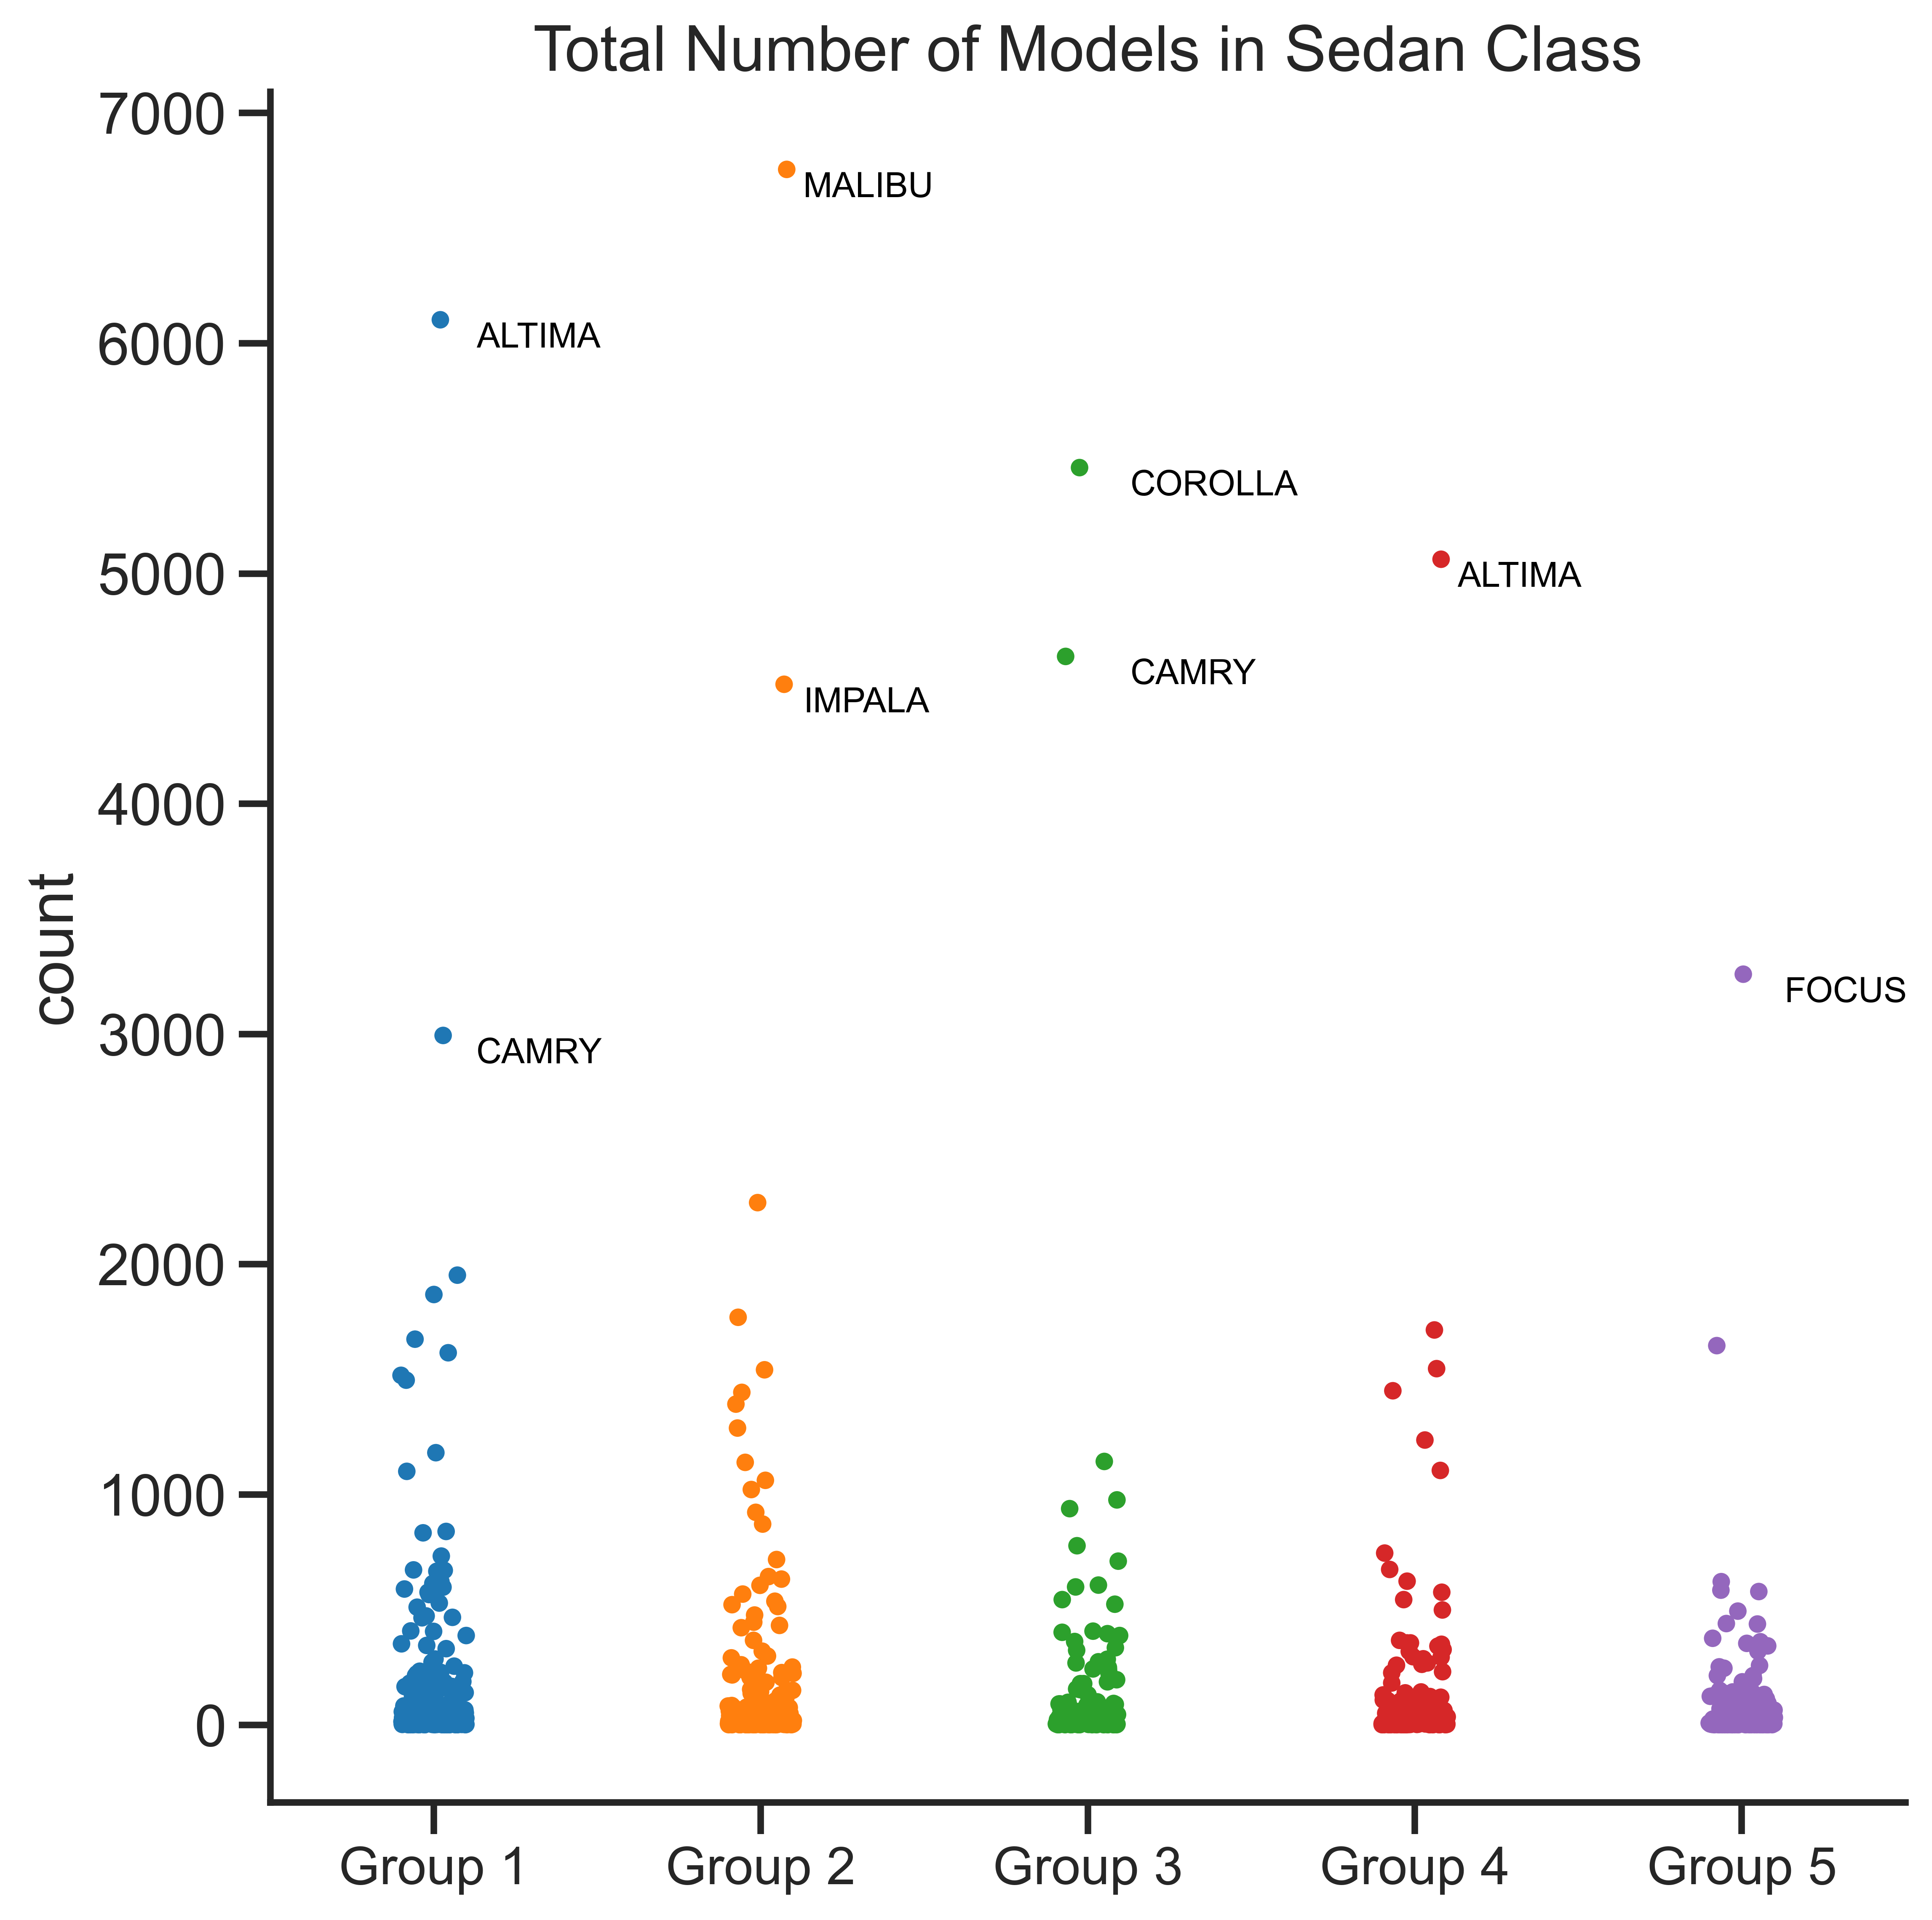 Total Number of Models in Sedan Class
7000
6000
5000
4000
3000
2000
1000
0
count
MALIBU
ALTIMA
COROLLA
ALTIMA
CAMRY
IMPALA
FOCUS
CAMRY
Group 1
Group 2
Group 3
Group 4
Group 5